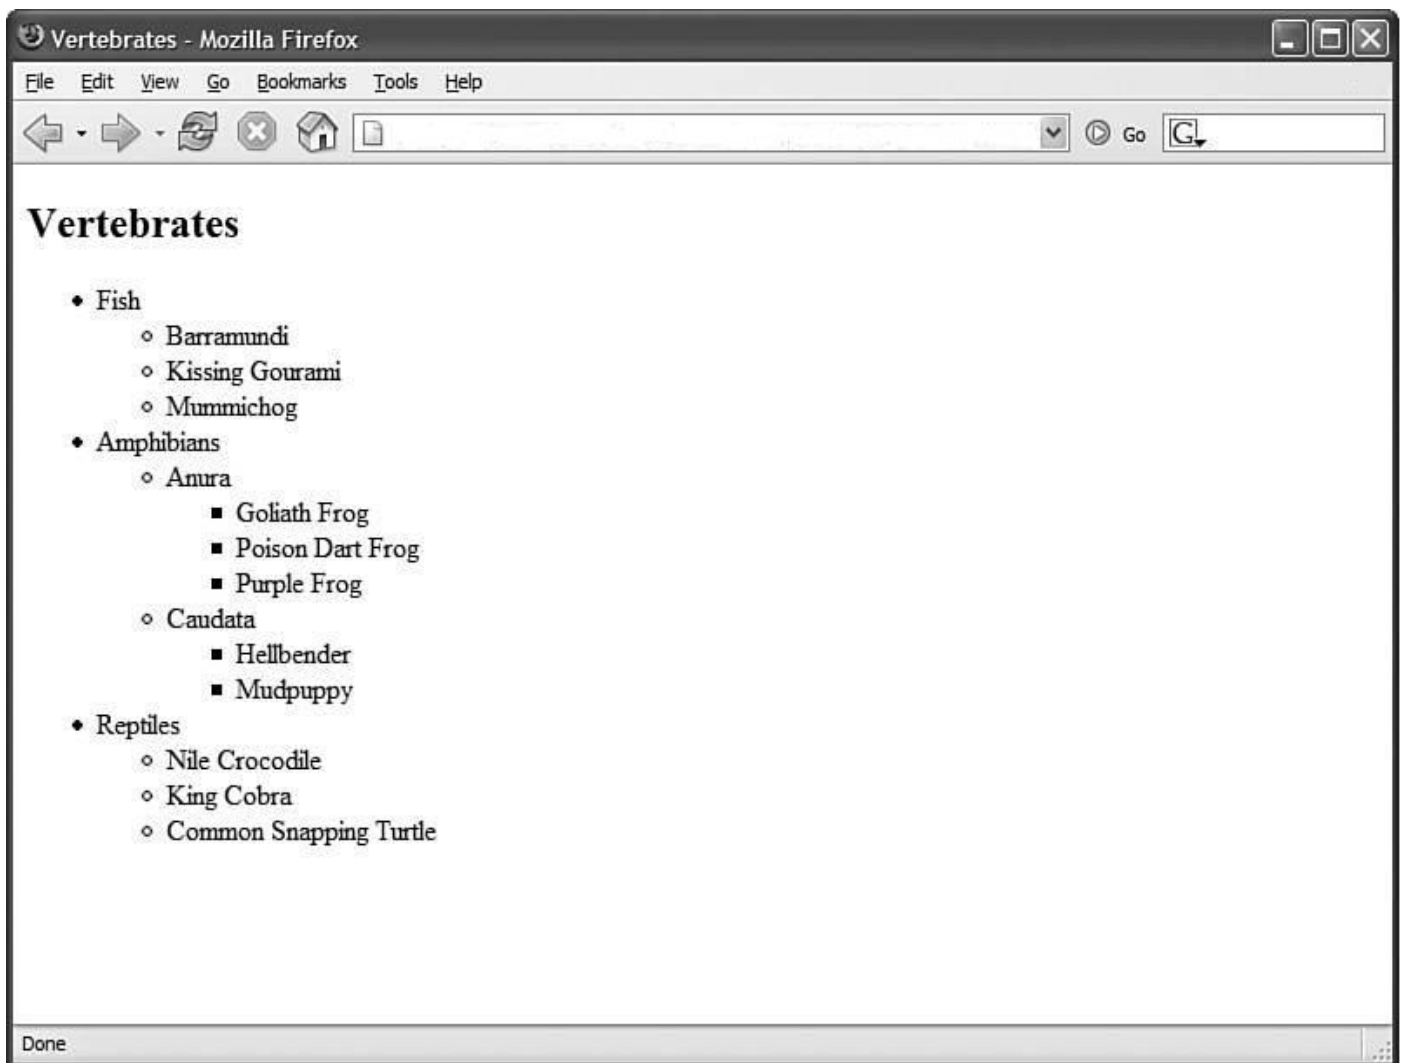 Vertebrates - Mozilla Firefox
File Edit View Go Bookmarks Tools Help
Go G
Vertebrates
Fish
Barramundi
Kissing Gourami
Mummichog
Amphibians
Anura
Goliath Frog
Poison Dart Frog
Purple Frog
Caudata
Hellbender
Mudpuppy
Reptiles
Nile Crocodile
King Cobra
Common Snapping Turtle
Done